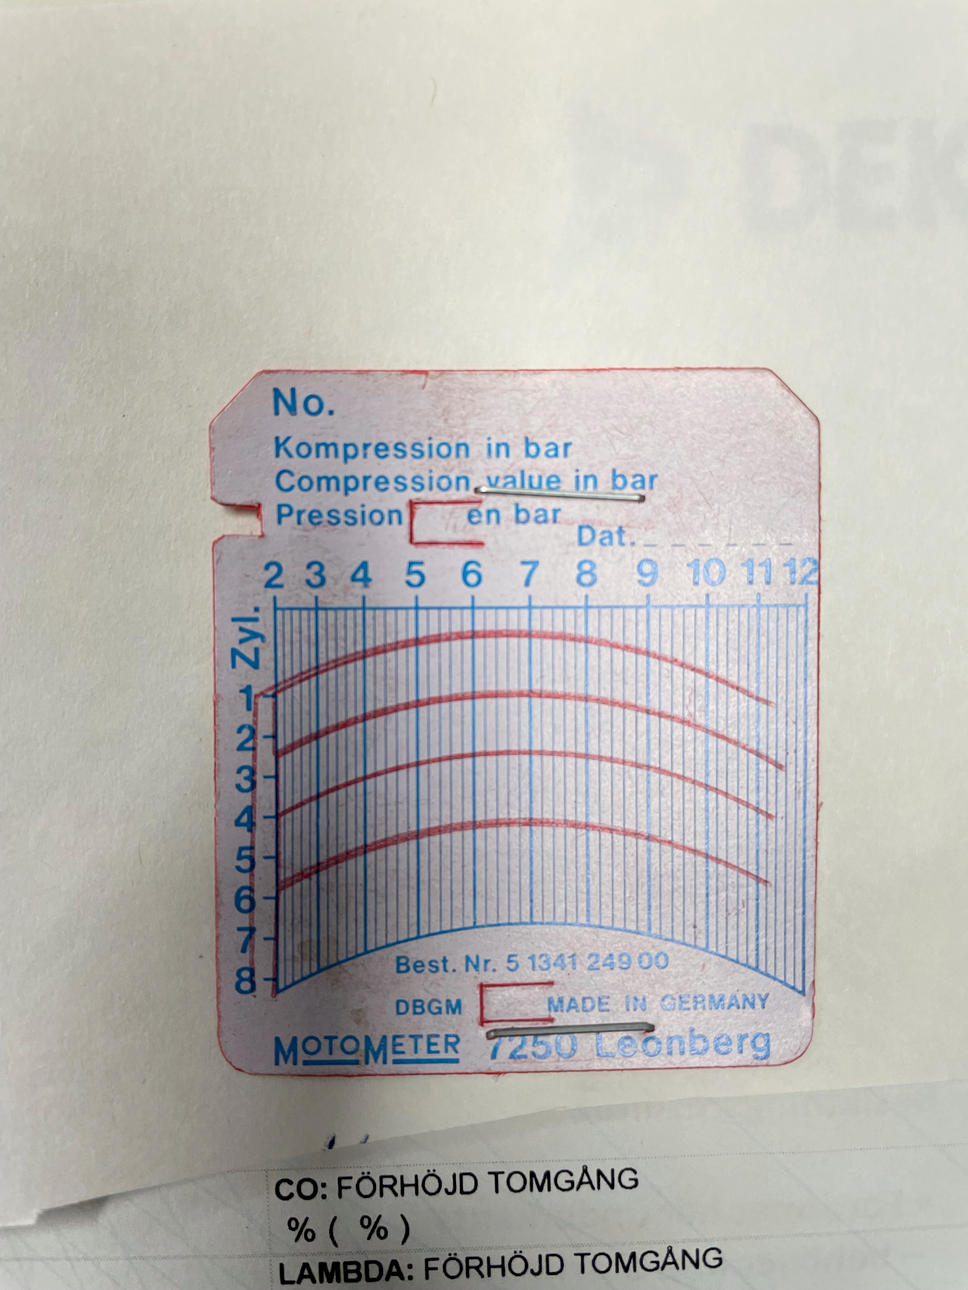 No.
Kompression in bar
Compression value in bar
Pression en bar
Dat.
2 3 4 5 6 7 8 9 10 11 12
Zyl.
1
2
3
4
5
6
7
8
Best. Nr. 5 1341 249 00
DBGM MADE IN GERMANY
MOTOMETER 7250 Leonberg
CO: FÖRHÖJD TOMGÅNG
% ( % )
LAMBDA: FÖRHÖJD TOMGÅNG